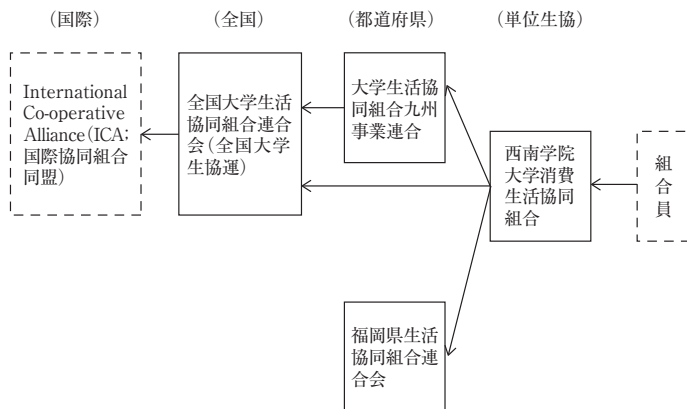 （国際）
（全国）
（都道府県）
（単位生協）
International
Co-operative
Alliance(ICA;
国際協同組合
同盟）
全国大学生活
協同組合連合
会（全国大学
生協運）
大学生活協
同組合九州
事業連合
西南学院
大学消費
生活協同
組合
組
合
員
福岡県生活
協同組合連
合会